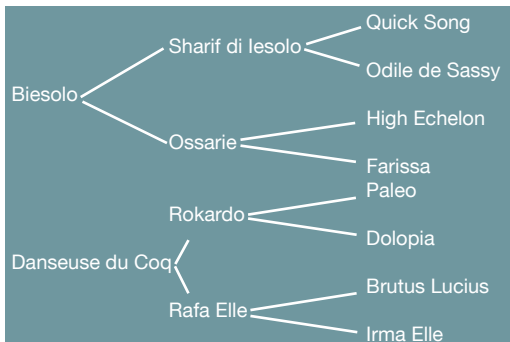 Quick Song
Sharif di Iesolo
Odile de Sassy
Biesolo
High Echelon
Ossarie
Farissa
Paleo
Rokardo
Dolopia
Danseuse du Coq
Brutus Lucius
Rafa Elle
Irma Elle